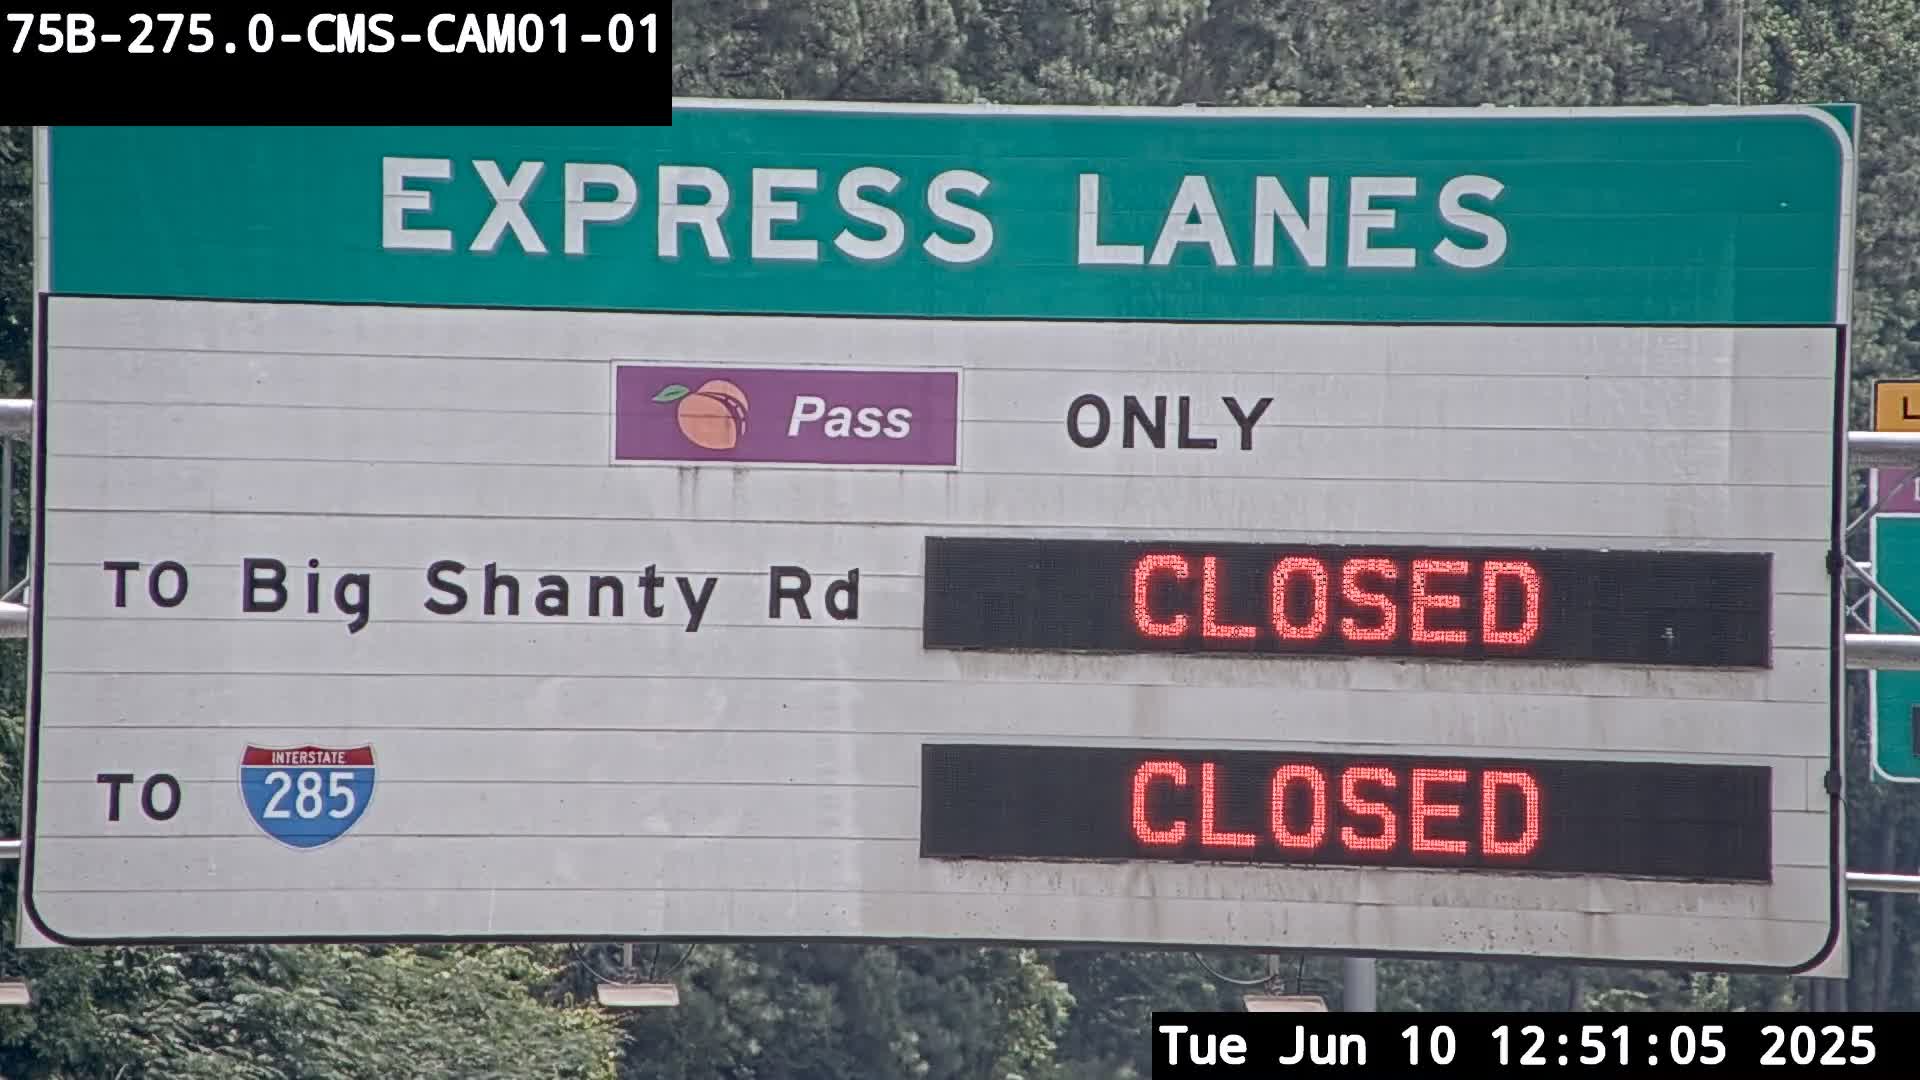 75B-275.0-CMS-CAM01-01
EXPRESS LANES
Pass ONLY
TO Big Shanty Rd CLOSED
TO INTERSTATE 285 CLOSED
Tue Jun 10 12:51:05 2025